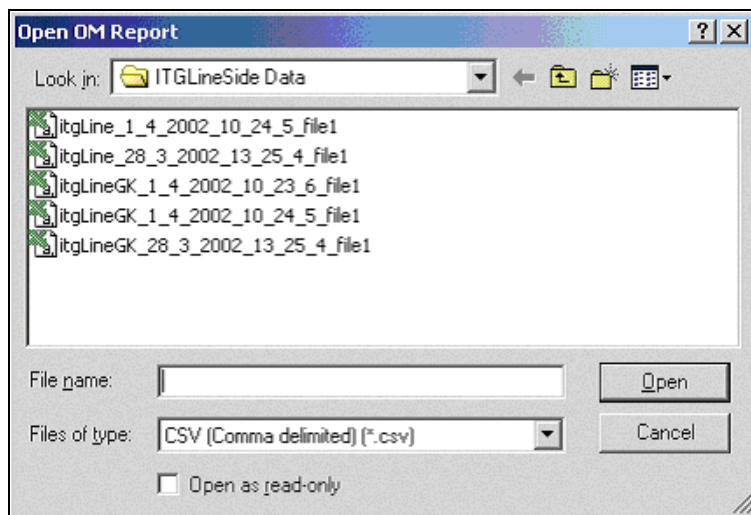 Open OM Report
Look in: ITGLineSide Data
itgLine_1_4_2002_10_24_5_file1
itgLine_28_3_2002_13_25_4_file1
itgLineGK_1_4_2002_10_23_6_file1
itgLineGK_1_4_2002_10_24_5_file1
itgLineGK_28_3_2002_13_25_4_file1
File name: Open
Files of type: CSV (Comma delimited) (*.csv) Cancel
Open as read-only